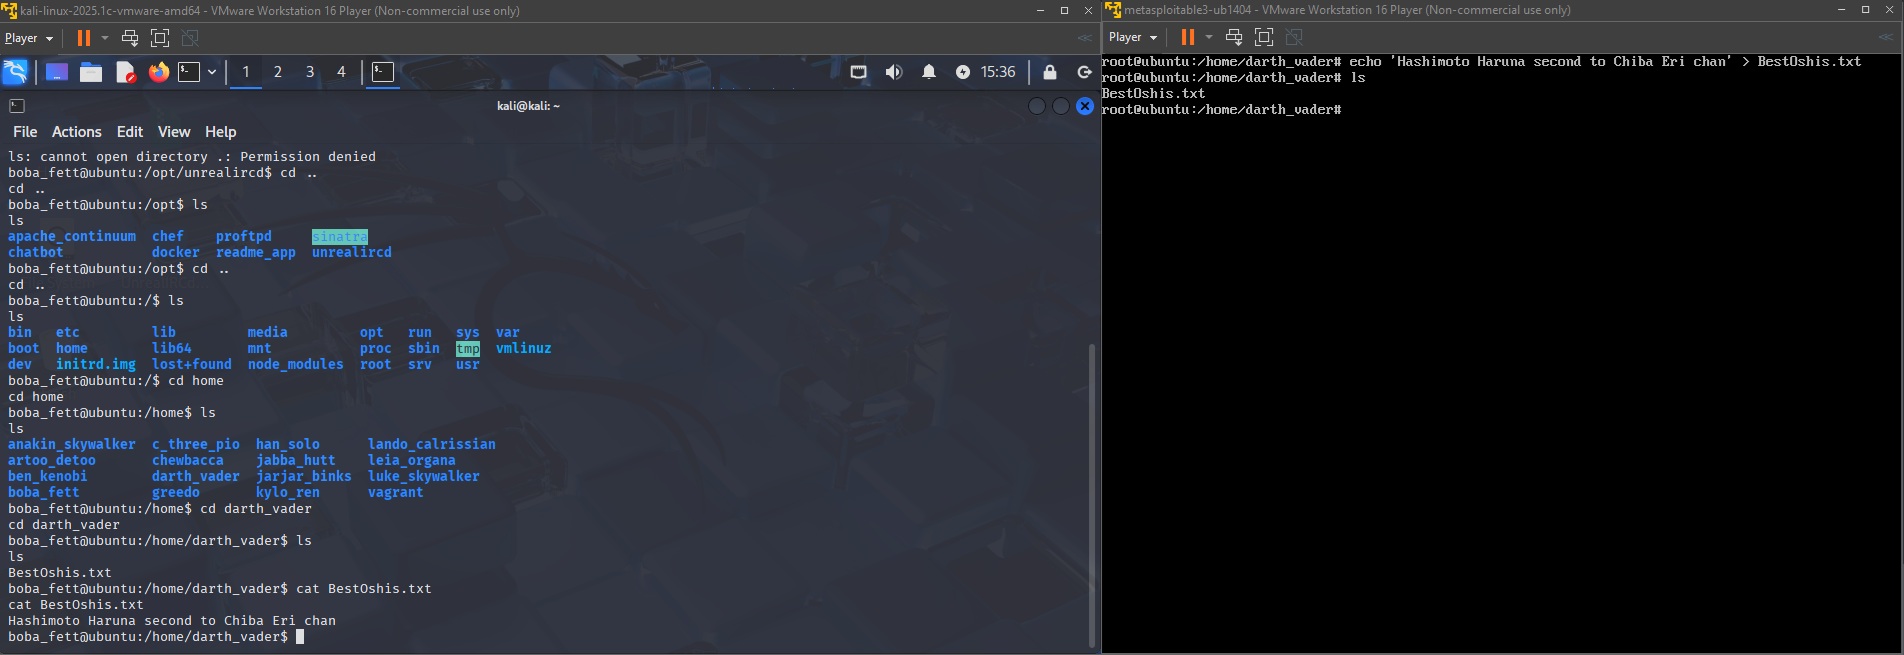 kali-linux-2025.1c-vmware-amd64 - VMware Workstation 16 Player (Non-commercial use only)
Player
1 2 3 4 15:36
kali@kali: ~
File Actions Edit View Help
ls: cannot open directory .: Permission denied
boba_fett@ubuntu:/opt/unrealircd$ cd ..
cd ..
boba_fett@ubuntu:/opt$ ls
ls
apache_continuum chef proftpd sinatra
chatbot docker readme_app unrealircd
boba_fett@ubuntu:/opt$ cd ..
cd ..
boba_fett@ubuntu:/$ ls
ls
bin etc lib media opt run sys var
boot home lib64 mnt proc sbin tmp vmlinuz
dev initrd.img lost+found node_modules root srv usr
boba_fett@ubuntu:/$ cd home
cd home
boba_fett@ubuntu:/home$ ls
ls
anakin_skywalker c_three_pio han_solo lando_calrissian
artoo_detoo chewbacca jabba_hutt leia_organa
ben_kenobi darth_vader jarjar_binks luke_skywalker
boba_fett greedo kylo_ren vagrant
boba_fett@ubuntu:/home$ cd darth_vader
cd darth_vader
boba_fett@ubuntu:/home/darth_vader$ ls
ls
BestOshis.txt
boba_fett@ubuntu:/home/darth_vader$ cat BestOshis.txt
cat BestOshis.txt
Hashimoto Haruna second to Chiba Eri chan
boba_fett@ubuntu:/home/darth_vader$
metasploitable3-ub1404 - VMware Workstation 16 Player (Non-commercial use only)
Player
root@ubuntu:/home/darth_vader# echo 'Hashimoto Haruna second to Chiba Eri chan' > BestOshis.txt
root@ubuntu:/home/darth_vader# ls
BestOshis.txt
root@ubuntu:/home/darth_vader#